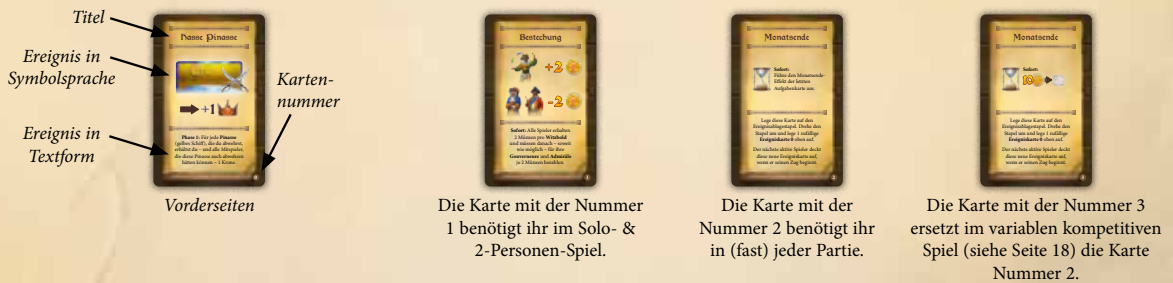 Titel
Ereignis in
Symbolsprache
Ereignis in
Textform
Karten-
nummer
Hasse Pinasse
+1
Phase 2: Für jede Pinasse
(gelbes Schiff), die du abwehrst,
erhältst du – und alle Mitspieler,
die diese Pinasse auch abwehren
hätten können – 1 Krone.
Vorderseiten
Bestechung
+2
-2
Sofort: Alle Spieler erhalten
2 Münzen pro Witzbold
und müssen danach – soweit
wie möglich – für ihre
Gouverneure und Admiräle
je 2 Münzen bezahlen.
1
Die Karte mit der Nummer
1 benötigt ihr im Solo- &
2-Personen-Spiel.
Monatsende
Sofort:
Führe den Monatsende-
Effekt der letzten
Aufgabenkarte aus.
Lege diese Karte auf den
Ereignisablagestapel. Drehe den
Stapel um und lege 1 zufällige
Ereigniskarte 0 oben auf.
Der nächste aktive Spieler deckt
diese neue Ereigniskarte auf,
wenn er seinen Zug beginnt.
2
Die Karte mit der
Nummer 2 benötigt ihr
in (fast) jeder Partie.
Monatsende
Sofort:
Lege diese Karte auf den
Ereignisablagestapel. Drehe den
Stapel um und lege 1 zufällige
Ereigniskarte 0 oben auf.
Der nächste aktive Spieler deckt
diese neue Ereigniskarte auf,
wenn er seinen Zug beginnt.
3
Die Karte mit der Nummer 3
ersetzt im variablen kompetitiven
Spiel (siehe Seite 18) die Karte
Nummer 2.